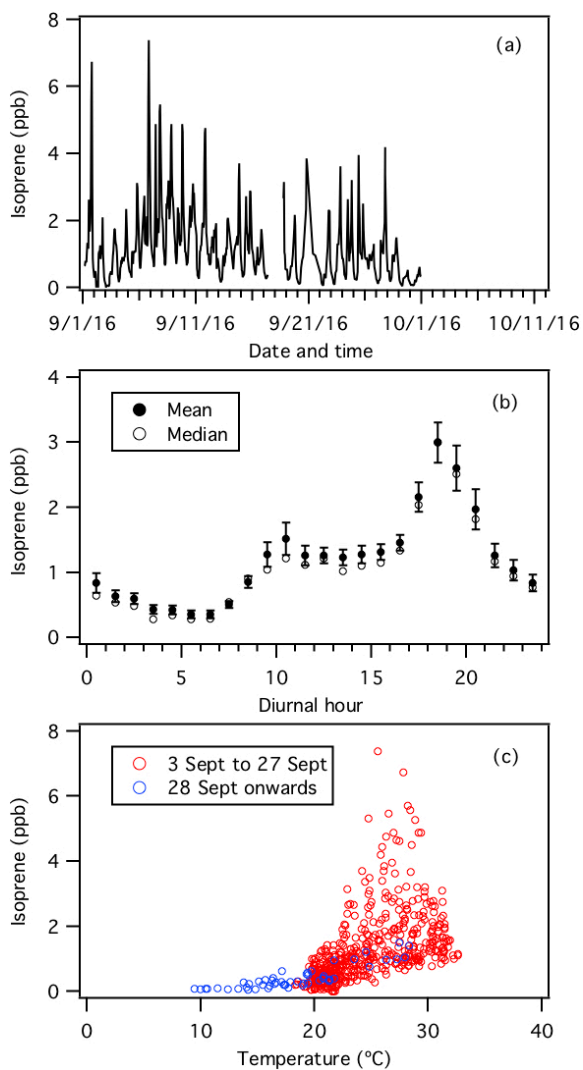 8
(a)
6
4
2
0
Isoprene (ppb)
9/1/16 9/11/16 9/21/16 10/1/16 10/11/16
Date and time
4
(b)
Mean
Median
3
2
1
0
Isoprene (ppb)
0 5 10 15 20
Diurnal hour
8
(c)
3 Sept to 27 Sept
28 Sept onwards
6
4
2
0
Isoprene (ppb)
0 10 20 30 40
Temperature (ºC)